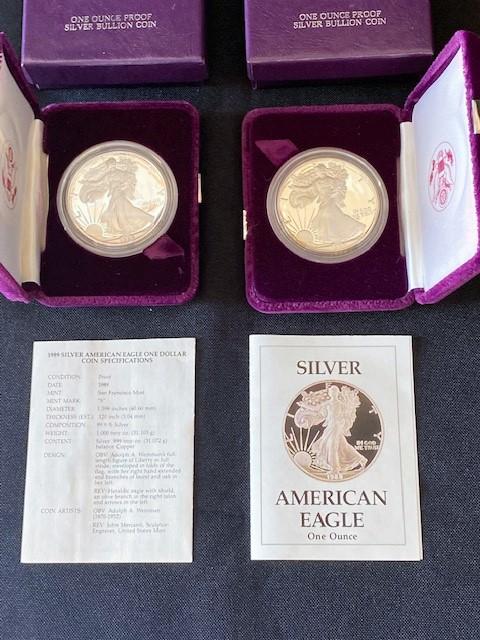 ONE OUNCE PROOF
SILVER BULLION COIN
ONE OUNCE PROOF
SILVER BULLION COIN
1989 SILVER AMERICAN EAGLE ONE DOLLAR
COIN SPECIFICATIONS
CONDITION: Proof
DATE: 1989
MINT: San Francisco Mint
MINT MARK: "S"
DIAMETER: 1.598 inches (40.60 mm)
THICKNESS (EST.): .120 inch (3.04 mm)
COMPOSITION: 99.9 % Silver
WEIGHT: 1.000 troy oz. (31.103 g)
CONTENT: Silver .999 troy oz. (31.072 g)
balance Copper
DESIGN: OBV: Adolph A. Weinman's full
length figure of Liberty in full
stride, enveloped in folds of the
flag, with her right hand extended
and branches of laurel and oak in
her left.
REV: Heraldic eagle with shield,
an olive branch in the right talon
and arrows in the left.
COIN ARTISTS: OBV: Adolph A. Weinman
(1870-1952)
REV: John Mercanti, Sculptor-
Engraver, United States Mint
SILVER
IN GOD
WE TRUST
AMERICAN
EAGLE
One Ounce